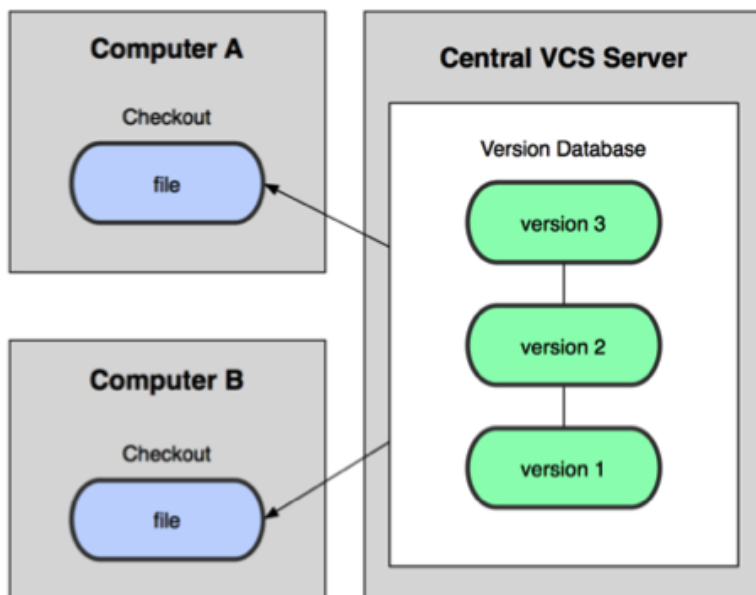 Computer A
Checkout
file
Computer B
Checkout
file
Central VCS Server
Version Database
version 3
version 2
version 1